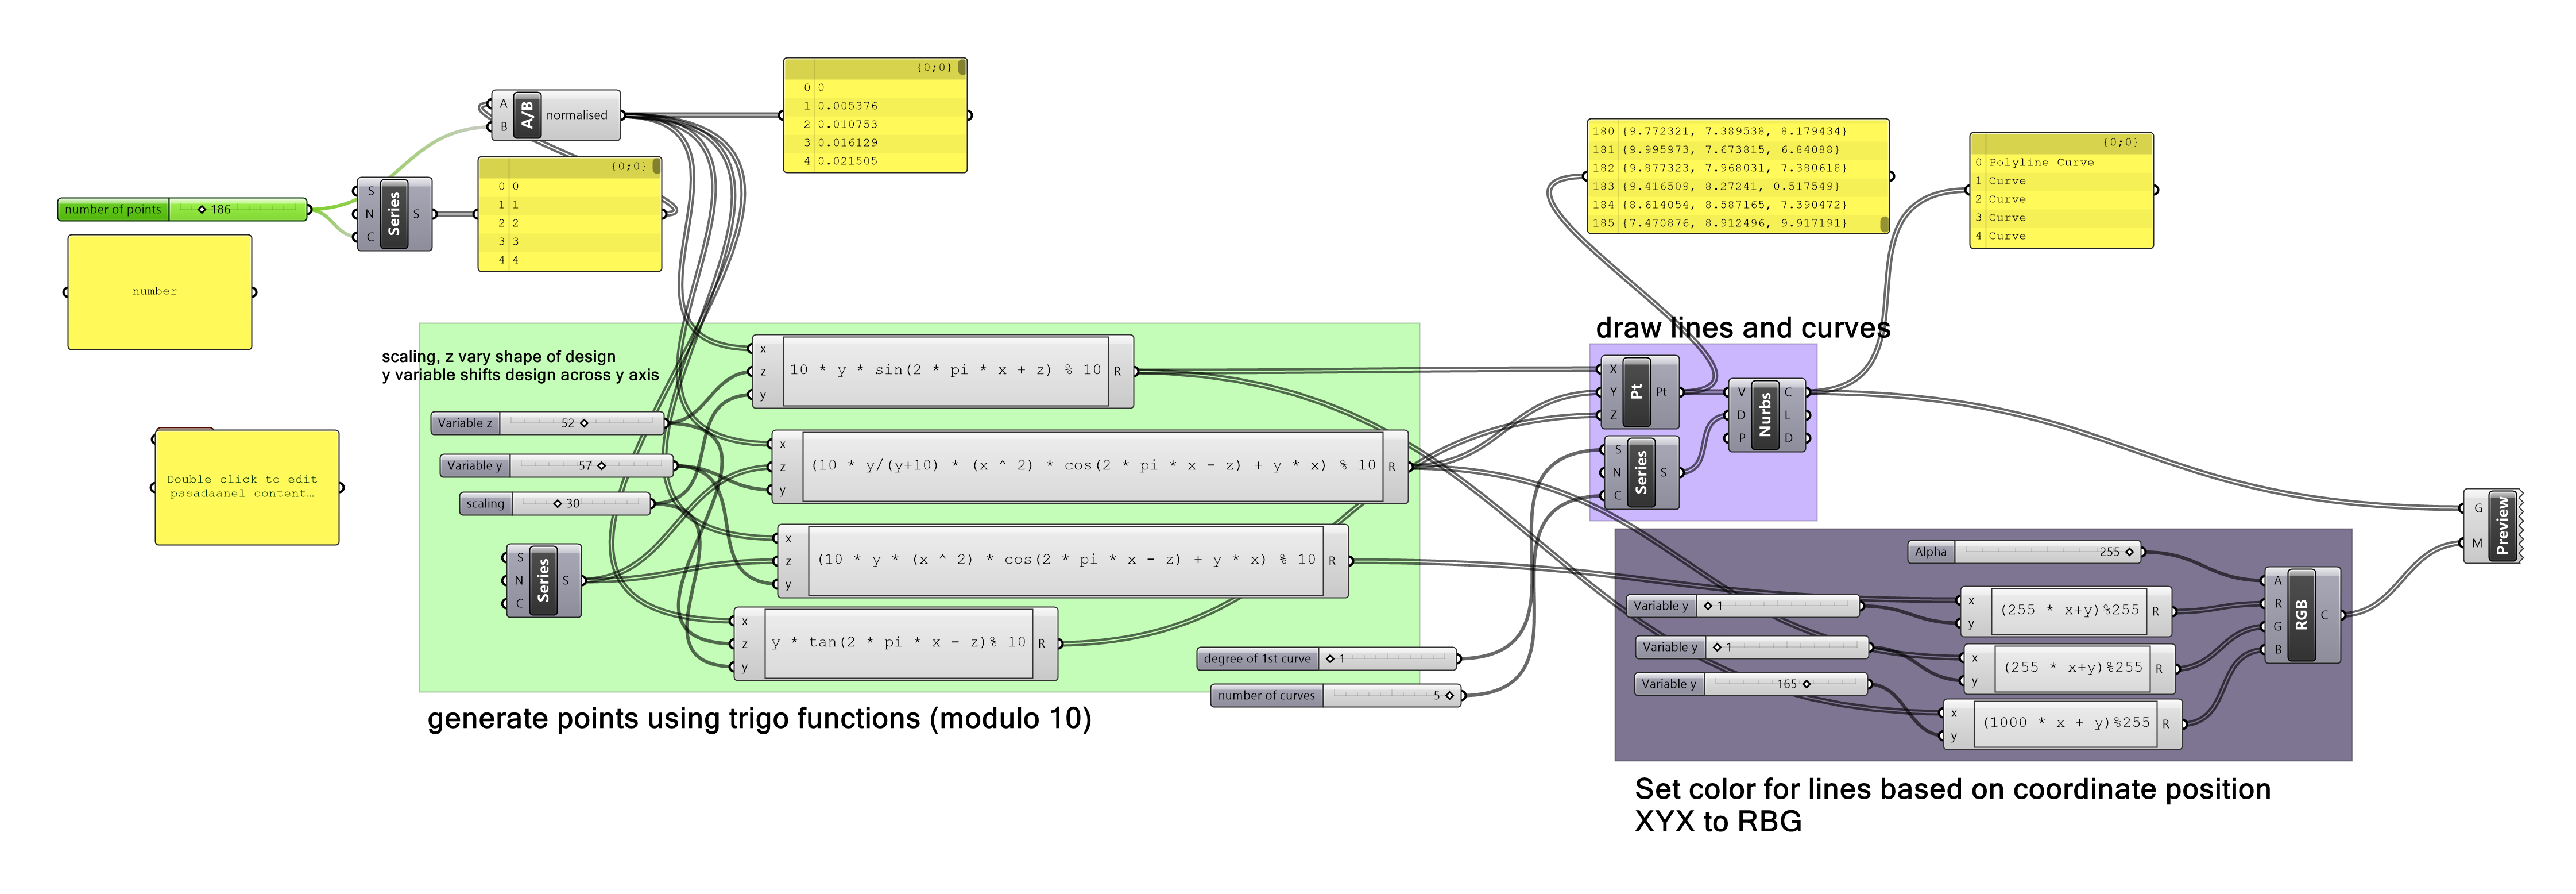 {0;0}
0 0
1 0.005376
2 0.010753
3 0.016129
4 0.021505
A
B
A/B
normalised
{0;0}
0 0
1 1
2 2
3 3
4 4
number of points 186
S
N
C
Series
S
number
Double click to edit
pssadaanel content…
180 {9.772321, 7.389538, 8.179434}
181 {9.995973, 7.673815, 6.84088}
182 {9.877323, 7.968031, 7.380618}
183 {9.416509, 8.27241, 0.517549}
184 {8.614054, 8.587165, 7.390472}
185 {7.470876, 8.912496, 9.917191}
{0;0}
0 Polyline Curve
1 Curve
2 Curve
3 Curve
4 Curve
scaling, z vary shape of design
y variable shifts design across y axis
Variable z 52
Variable y 57
scaling 30
S
N
C
Series
S
x
z
y
10 * y * sin(2 * pi * x + z) % 10
R
x
z
y
(10 * y/(y+10) * (x ^ 2) * cos(2 * pi * x - z) + y * x) % 10
R
x
z
y
(10 * y * (x ^ 2) * cos(2 * pi * x - z) + y * x) % 10
R
x
z
y
y * tan(2 * pi * x - z)% 10
R
generate points using trigo functions (modulo 10)
degree of 1st curve 1
number of curves 5
draw lines and curves
X
Y
Z
Pt
Pt
S
N
C
Series
S
V
D
P
Nurbs
C
L
D
Alpha 255
Variable y 1
Variable y 1
Variable y 165
x
y
(255 * x+y)%255
R
x
y
(255 * x+y)%255
R
x
y
(1000 * x + y)%255
R
A
R
G
B
RGB
C
G
M
Preview
Set color for lines based on coordinate position
XYX to RBG